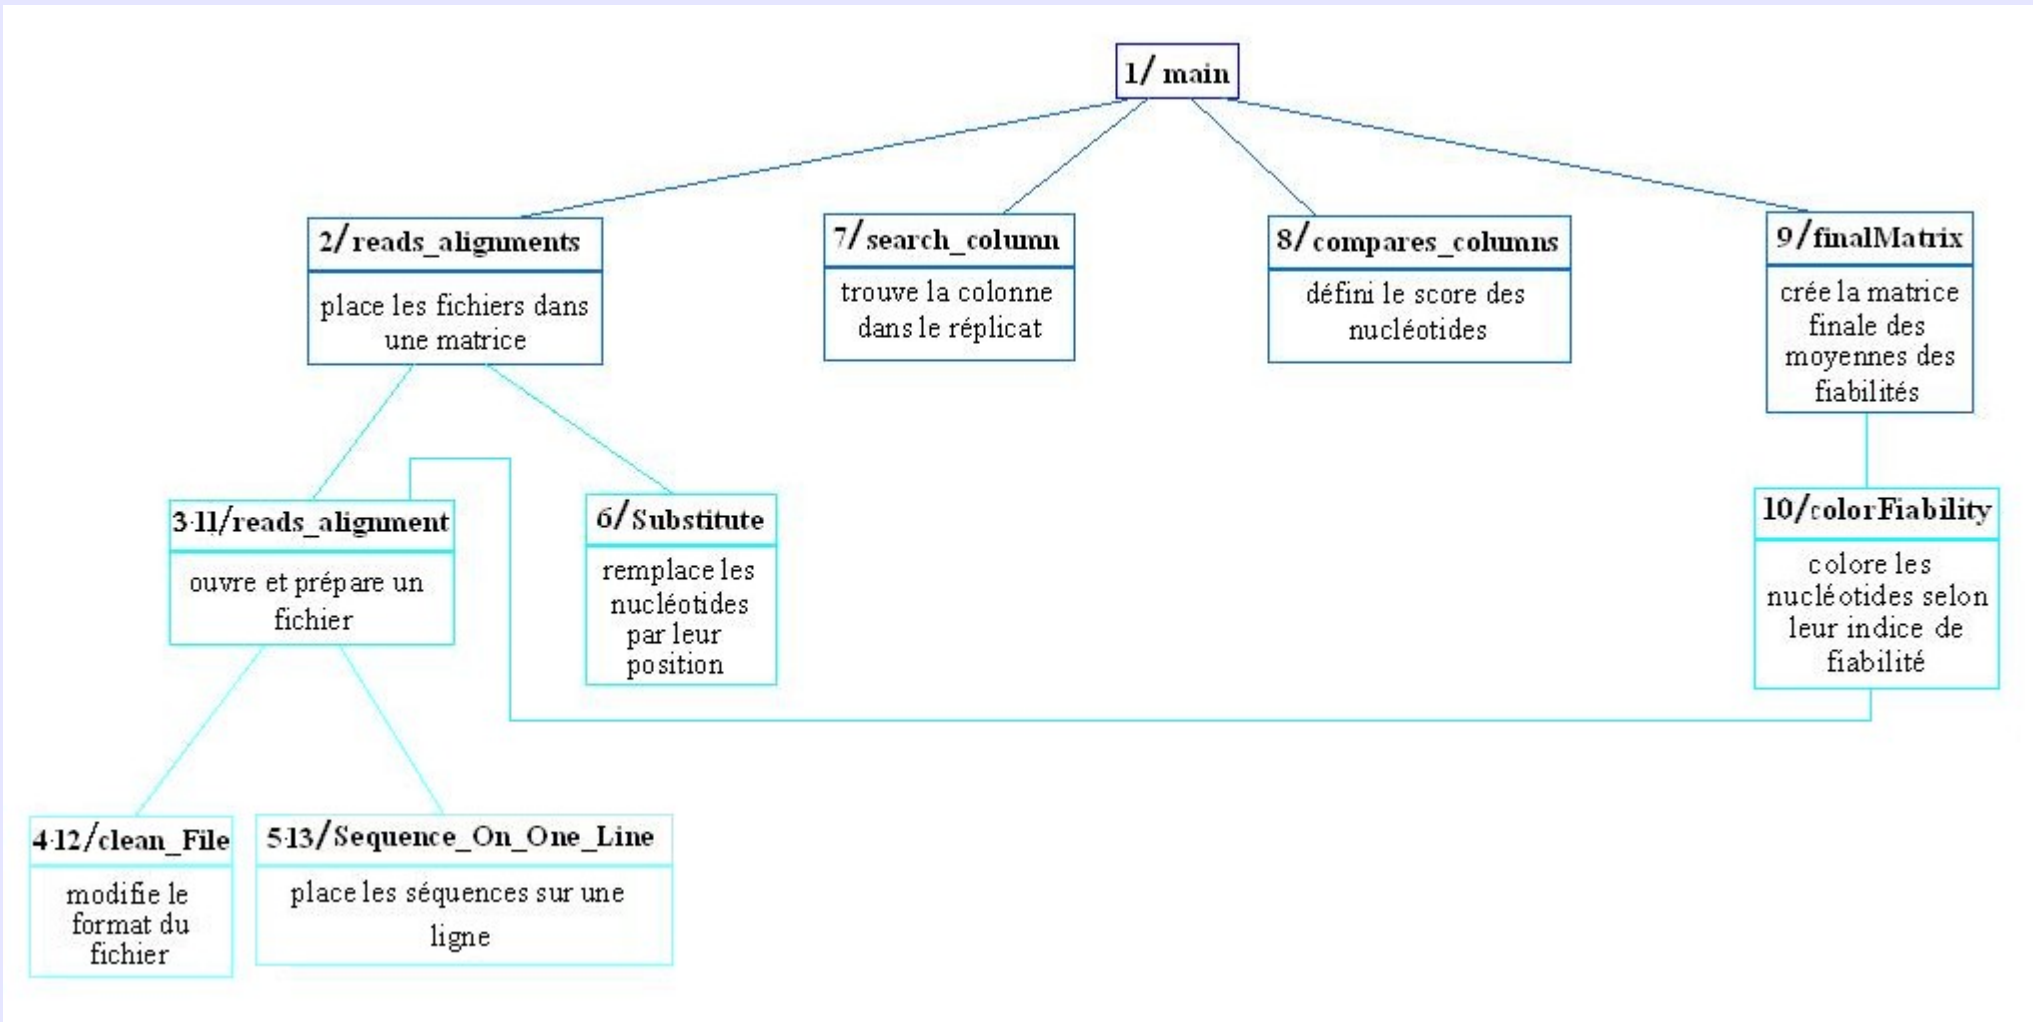 1/ main
2/reads_alignments
place les fichiers dans
une matrice
7/search_column
trouve la colonne
dans le réplicat
8/compares_columns
défini le score des
nucléotides
9/finalMatrix
crée la matrice
finale des
moyennes des
fiabilités
3-11/reads_alignment
ouvre et prépare un
fichier
6/Substitute
remplace les
nucléotides
par leur
position
10/colorFiability
colore les
nucléotides selon
leur indice de
fiabilité
4-12/clean_File
modifie le
format du
fichier
5-13/Sequence_On_One_Line
place les séquences sur une
ligne